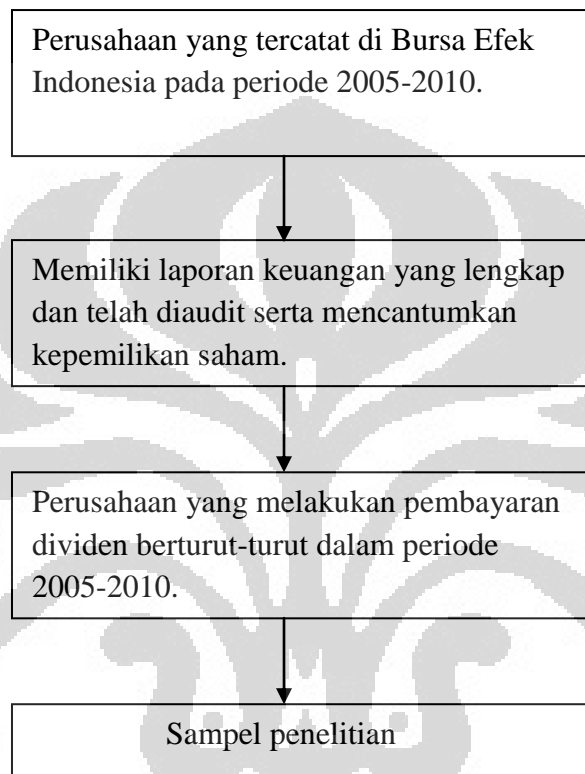 Perusahaan yang tercatat di Bursa Efek
Indonesia pada periode 2005-2010.
Memiliki laporan keuangan yang lengkap
dan telah diaudit serta mencantumkan
kepemilikan saham.
Perusahaan yang melakukan pembayaran
dividen berturut-turut dalam periode
2005-2010.
Sampel penelitian